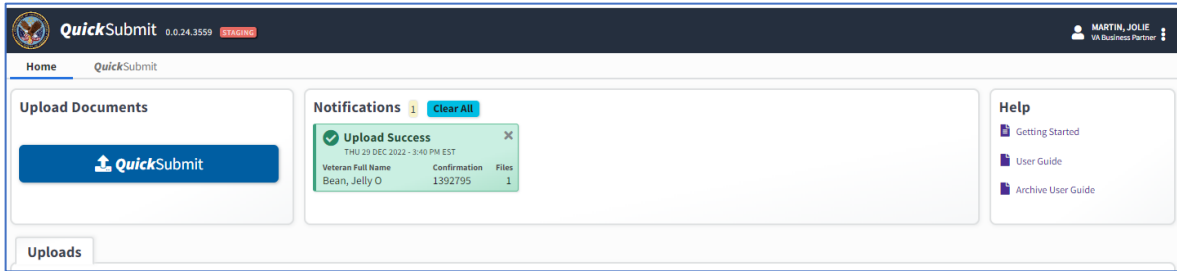 QuickSubmit 0.0.24.3559 STAGING
MARTIN, JOLIE
VA Business Partner
Home QuickSubmit
Upload Documents
QuickSubmit
Notifications 1 Clear All
Upload Success
THU 29 DEC 2022 - 3:40 PM EST
Veteran Full Name Confirmation Files
Bean, Jelly O 1392795 1
Help
Getting Started
User Guide
Archive User Guide
Uploads